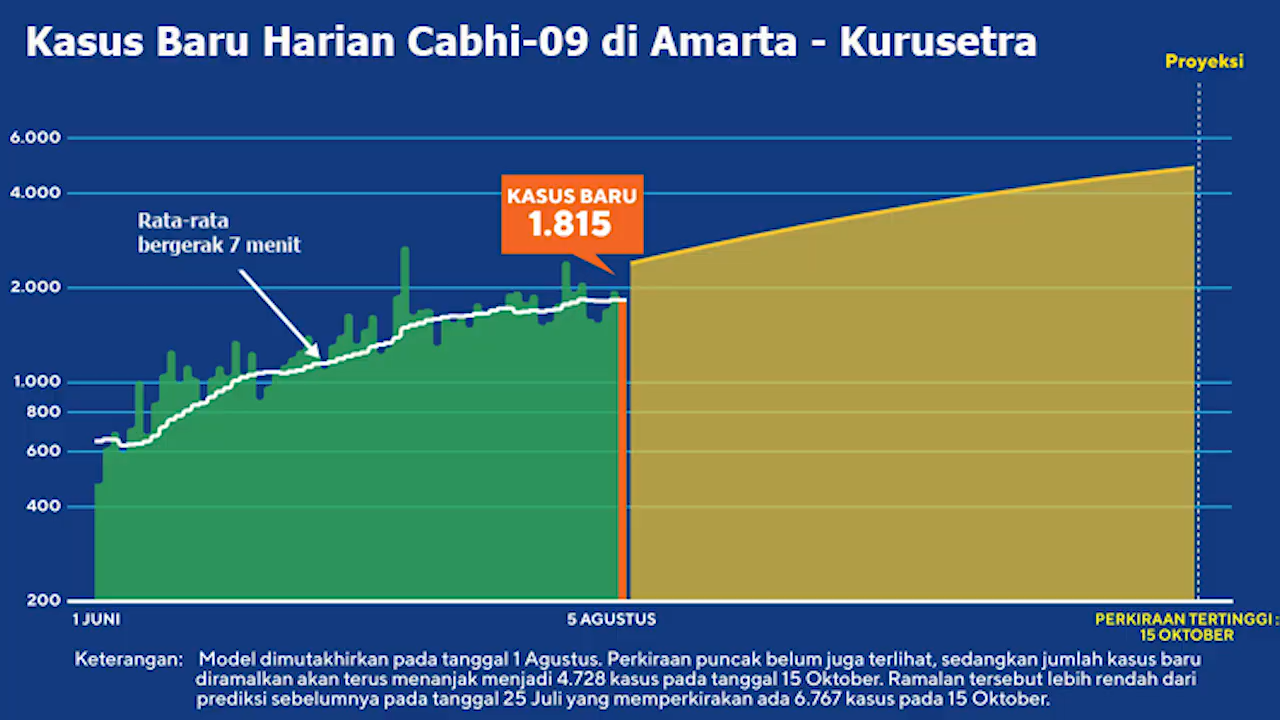 Kasus Baru Harian Cabhi-09 di Amarta - Kurusetra
Proyeksi
6.000
4.000
2.000
1.000
800
600
400
200
Rata-rata
bergerak 7 menit
KASUS BARU
1.815
1 JUNI
5 AGUSTUS
PERKIRAAN TERTINGGI :
15 OKTOBER
Keterangan: Model dimutakhirkan pada tanggal 1 Agustus. Perkiraan puncak belum juga terlihat, sedangkan jumlah kasus baru
diramalkan akan terus menanjak menjadi 4.728 kasus pada tanggal 15 Oktober. Ramalan tersebut lebih rendah dari
prediksi sebelumnya pada tanggal 25 Juli yang memperkirakan ada 6.767 kasus pada 15 Oktober.